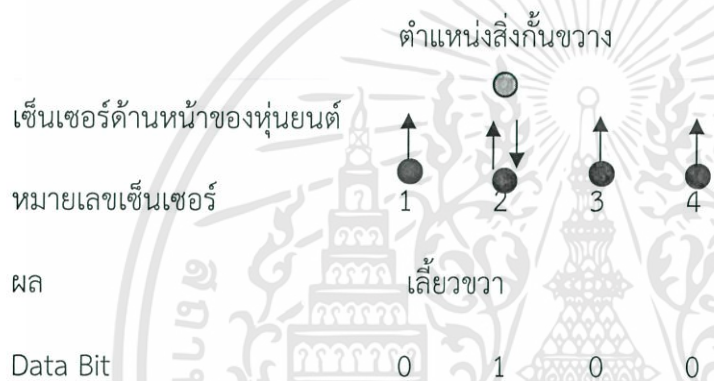 ตำแหน่งสิ่งกั้นขวาง
เซ็นเซอร์ด้านหน้าของหุ่นยนต์
หมายเลขเซ็นเซอร์ 1 2 3 4
ผล เลี้ยวขวา
Data Bit 0 1 0 0